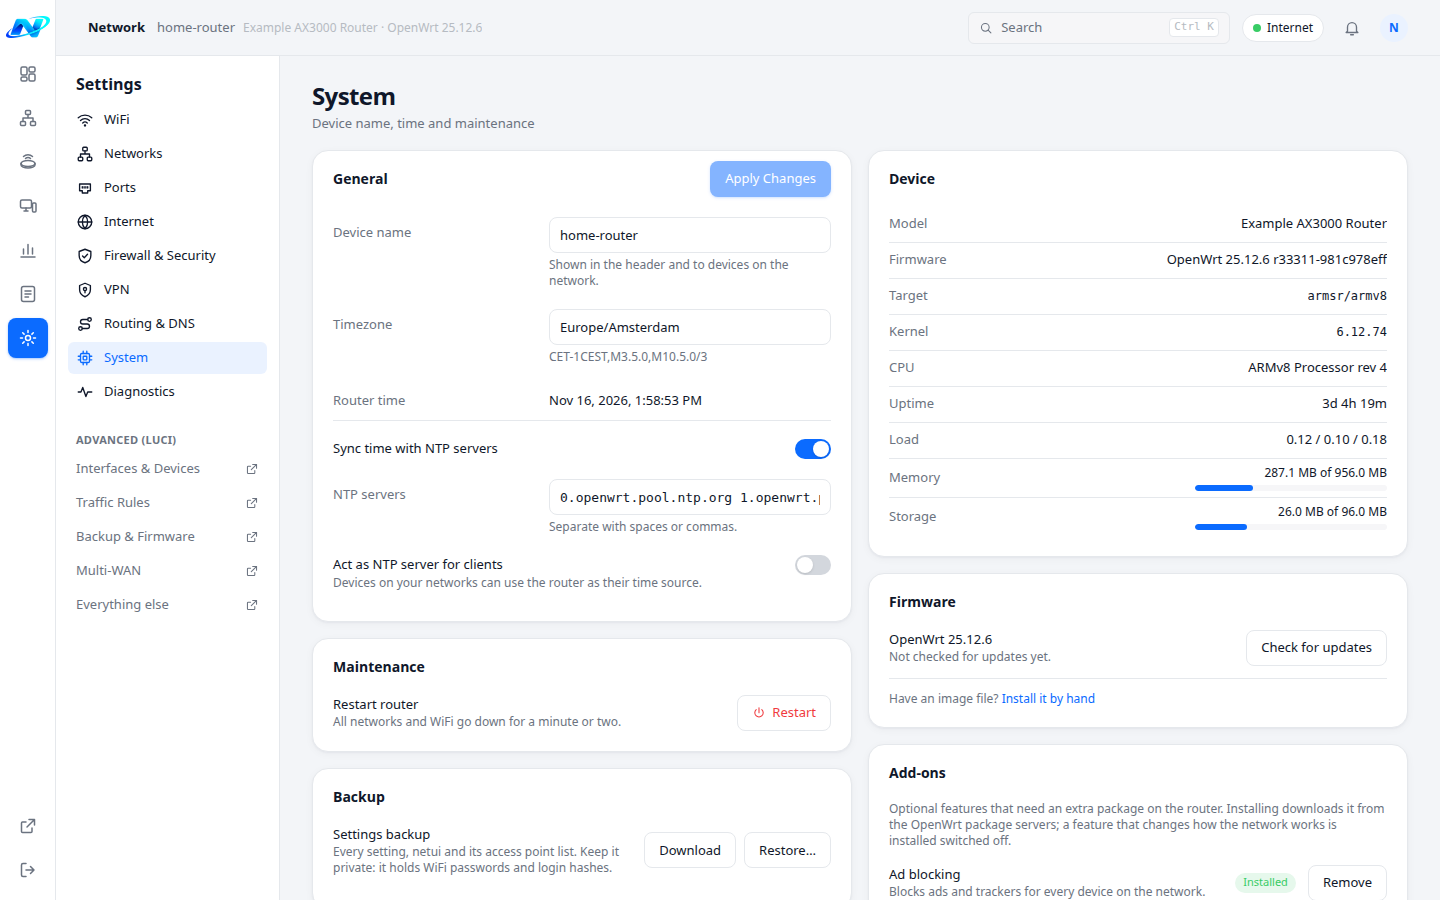 Network home-router Example AX3000 Router · OpenWrt 25.12.6
Search Ctrl K
Internet
N
Settings
WiFi
Networks
Ports
Internet
Firewall & Security
VPN
Routing & DNS
System
Diagnostics
ADVANCED (LUCI)
Interfaces & Devices
Traffic Rules
Backup & Firmware
Multi-WAN
Everything else
System
Device name, time and maintenance
General
Apply Changes
Device name
home-router
Shown in the header and to devices on the
network.
Timezone
Europe/Amsterdam
CET-1CEST,M3.5.0,M10.5.0/3
Router time
Nov 16, 2026, 1:58:53 PM
Sync time with NTP servers
NTP servers
0.openwrt.pool.ntp.org 1.openwrt.
Separate with spaces or commas.
Act as NTP server for clients
Devices on your networks can use the router as their time source.
Maintenance
Restart router
All networks and WiFi go down for a minute or two.
Restart
Backup
Settings backup
Every setting, netui and its access point list. Keep it
private: it holds WiFi passwords and login hashes.
Download
Restore...
Device
Model Example AX3000 Router
Firmware OpenWrt 25.12.6 r33311-981c978eff
Target armsr/armv8
Kernel 6.12.74
CPU ARMv8 Processor rev 4
Uptime 3d 4h 19m
Load 0.12 / 0.10 / 0.18
Memory 287.1 MB of 956.0 MB
Storage 26.0 MB of 96.0 MB
Firmware
OpenWrt 25.12.6
Not checked for updates yet.
Check for updates
Have an image file? Install it by hand
Add-ons
Optional features that need an extra package on the router. Installing downloads it from
the OpenWrt package servers; a feature that changes how the network works is
installed switched off.
Ad blocking
Blocks ads and trackers for every device on the network.
Installed
Remove